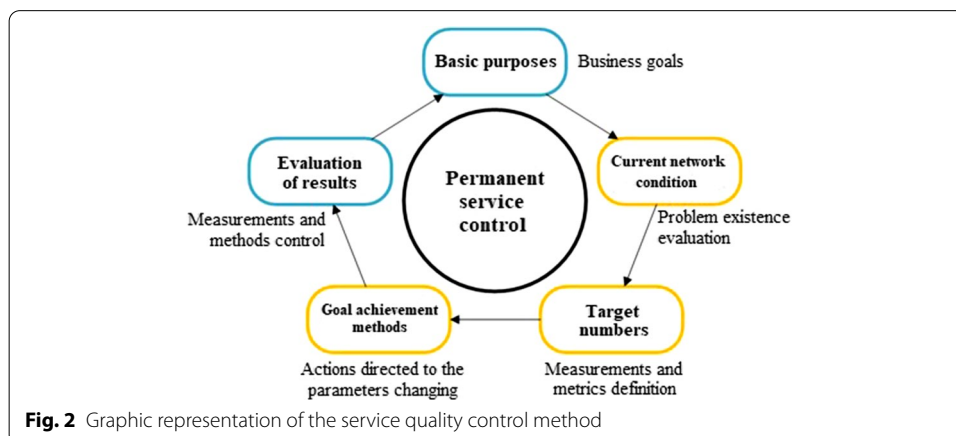 Basic purposes
Business goals
Evaluation
of results
Measurements and
methods control
Permanent
service
control
Current network
condition
Problem existence
evaluation
Goal achievement
methods
Actions directed to the
parameters changing
Target
numbers
Measurements and
metrics definition
Fig. 2 Graphic representation of the service quality control method